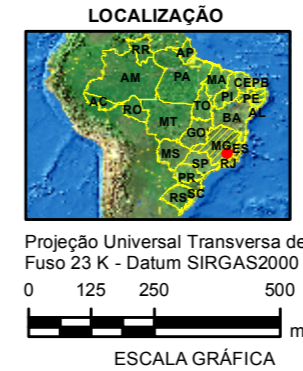 LOCALIZAÇÃO
RR AP
AM PA MA CE PB
PI PE
AC RO TO AL
MT BA
GO
MG ES
MS SP RJ
PR
SC
RS
Projeção Universal Transversa de
Fuso 23 K - Datum SIRGAS2000
0 125 250 500
m
ESCALA GRÁFICA